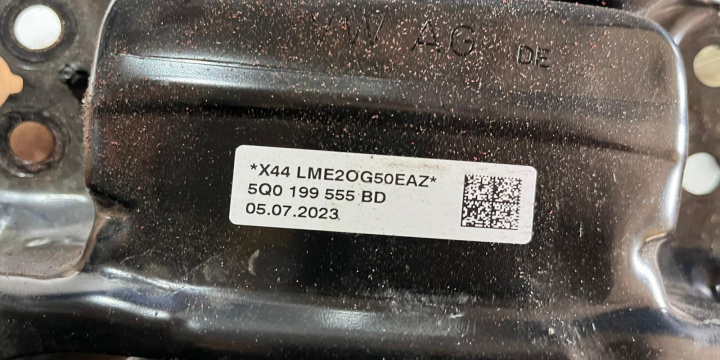 VW AG DE
*X44 LME2OG50EAZ*
5Q0 199 555 BD
05.07.2023